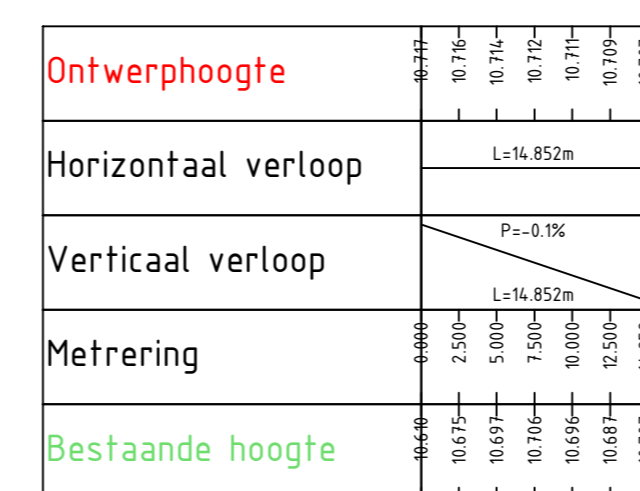 Ontwerphoogte 10.717 10.716 10.714 10.712 10.711 10.709
Horizontaal verloop L=14.852m
Verticaal verloop P=-0.1%
L=14.852m
Metrering 0.000 2.500 5.000 7.500 10.000 12.500
Bestaande hoogte 10.610 10.675 10.697 10.706 10.696 10.687